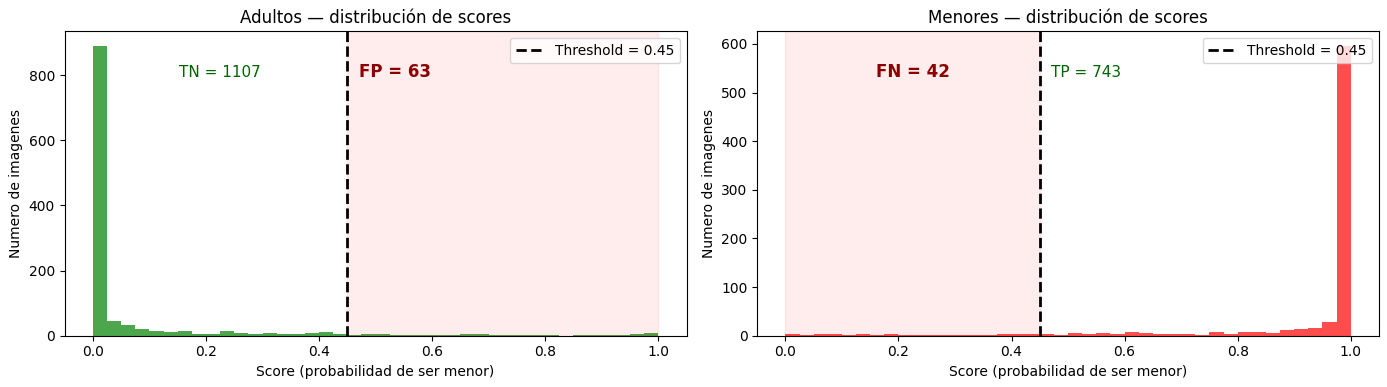 Adultos — distribución de scores
Threshold = 0.45
TN = 1107
FP = 63
800
600
400
200
0
Numero de imagenes
0.0 0.2 0.4 0.6 0.8 1.0
Score (probabilidad de ser menor)
Menores — distribución de scores
Threshold = 0.45
FN = 42
TP = 743
600
500
400
300
200
100
0
Numero de imagenes
0.0 0.2 0.4 0.6 0.8 1.0
Score (probabilidad de ser menor)